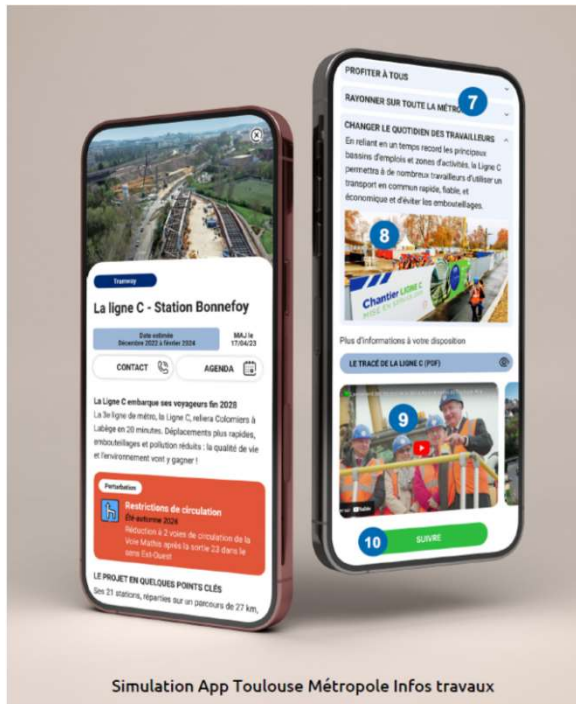 Tramway
La ligne C - Station Bonnefoy
Date estimée
Décembre 2022 à février 2024
MAJ le
17/04/23
CONTACT
AGENDA
La Ligne C embarque ses voyageurs fin 2028
La 3e ligne de métro, la Ligne C, reliera Colomiers à
Labège en 20 minutes. Déplacements plus rapides,
embouteillages et pollution réduits : la qualité de vie
et l'environnement vont y gagner !
Perturbation
Restrictions de circulation
Été-automne 2024
Réduction à 2 voies de circulation de la
Voie Mathis après la sortie 23 dans le
sens Est-Ouest
LE PROJET EN QUELQUES POINTS CLÉS
Ses 21 stations, réparties sur un parcours de 27 km,
PROFITER À TOUS
RAYONNER SUR TOUTE LA
7
CHANGER LE QUOTIDIEN DES TRAVAILLEURS
En reliant en un temps record les principaux
bassins d'emplois et zones d'activités, la Ligne C
permettra à de nombreux travailleurs d'utiliser un
transport en commun rapide, fiable, et
économique et d'éviter les embouteillages.
8
Chantier LIGNE C
Plus d'informations à votre disposition
LE TRACÉ DE LA LIGNE C (PDF)
9
YouTube
10
SUIVRE
Simulation App Toulouse Métropole Infos travaux